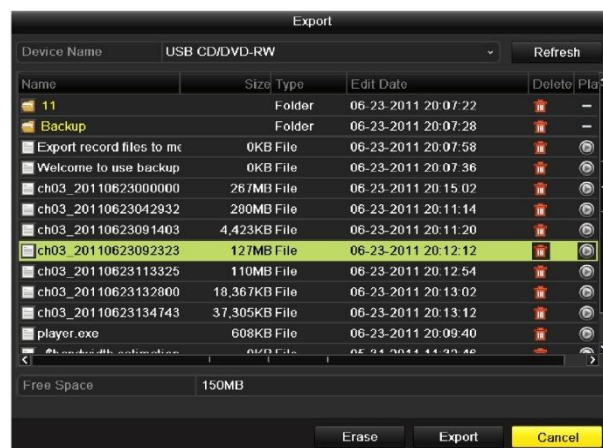 Export
Device Name USB CD/DVD-RW Refresh
Name Size Type Edit Date Delete Pla
11 Folder 06-23-2011 20:07:22 –
Backup Folder 06-23-2011 20:07:28 –
Export record files to me 0KB File 06-23-2011 20:07:58
Welcome to use backup 0KB File 06-23-2011 20:07:36
ch03_20110623000000 267MB File 06-23-2011 20:15:02
ch03_20110623042932 280MB File 06-23-2011 20:11:14
ch03_20110623091403 4,423KB File 06-23-2011 20:11:20
ch03_20110623092323 127MB File 06-23-2011 20:12:12
ch03_20110623113325 110MB File 06-23-2011 20:12:54
ch03_20110623132800 18,367KB File 06-23-2011 20:13:02
ch03_20110623134743 37,305KB File 06-23-2011 20:13:12
player.exe 608KB File 06-23-2011 20:09:40
Free Space 150MB
Erase Export Cancel